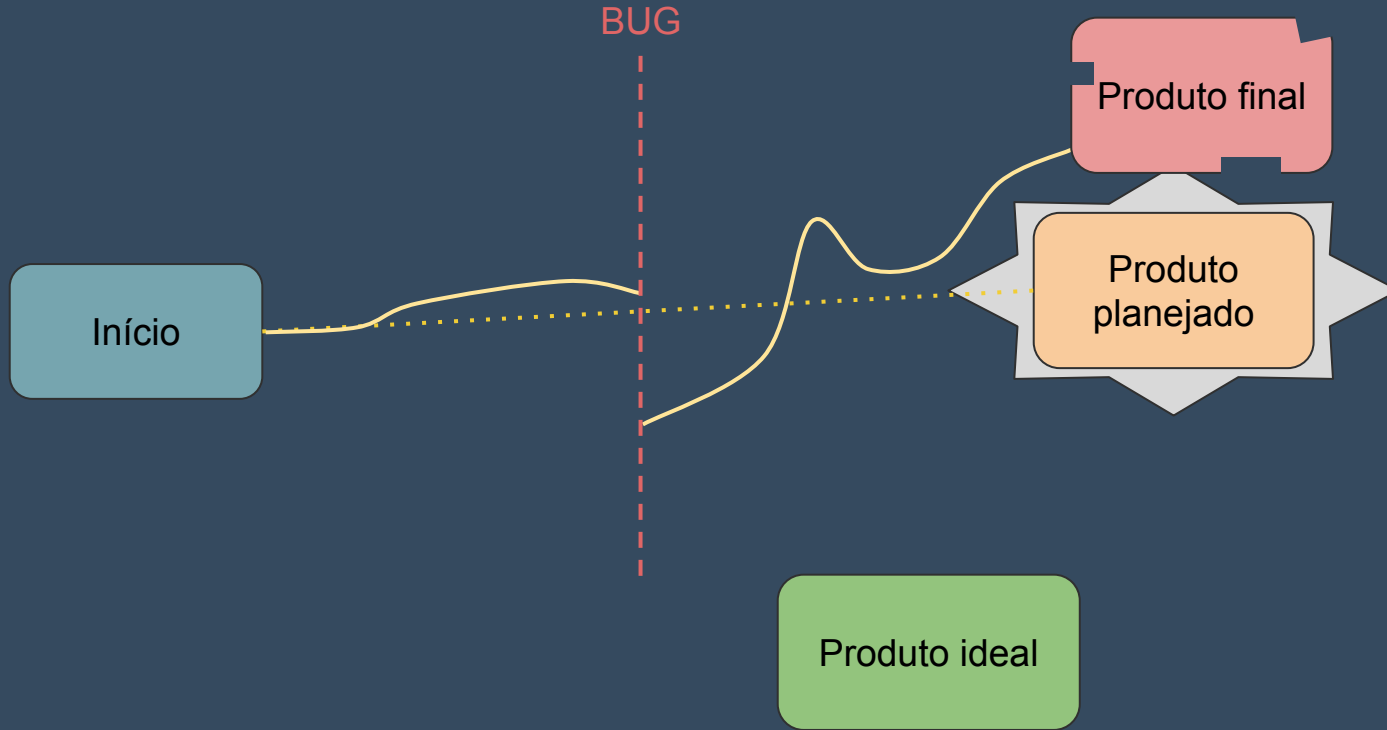 BUG
Produto final
Início
Produto
planejado
Produto ideal